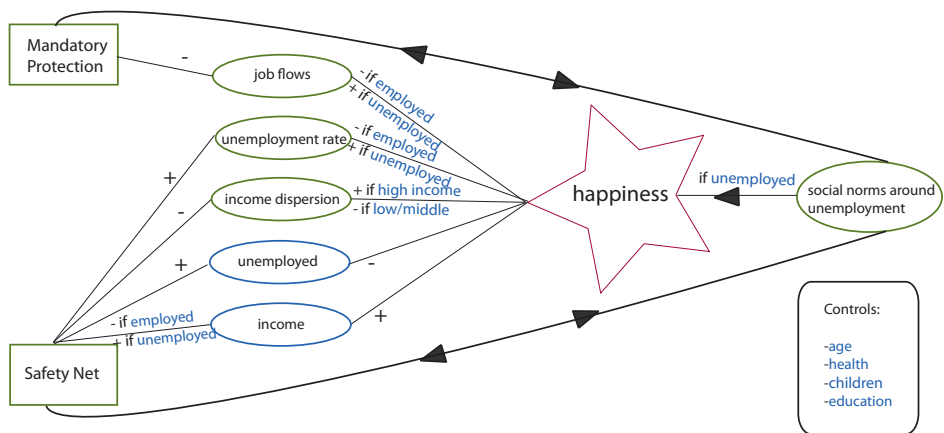 Mandatory
Protection
-
job flows
- if employed
+ if unemployed
unemployment rate
- if employed
+ if unemployed
+
-
income dispersion
+ if high income
- if low/middle
happiness
if unemployed
social norms around
unemployment
+
unemployed
-
- if employed
+ if unemployed
income
+
Safety Net
Controls:
-age
-health
-children
-education